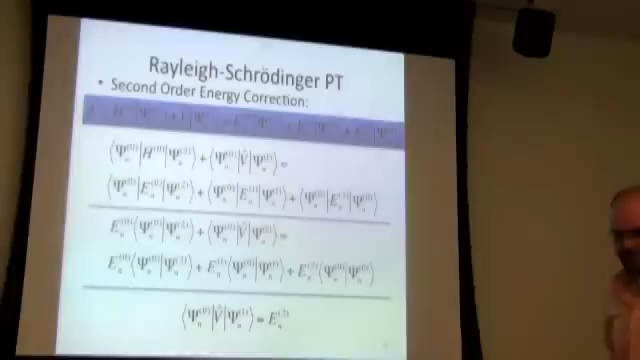 Rayleigh-Schrödinger PT
• Second Order Energy Correction:
⟨Ψₙ⁽⁰⁾|H⁽⁰⁾|Ψₙ⁽²⁾⟩ + ⟨Ψₙ⁽⁰⁾|V̂|Ψₙ⁽¹⁾⟩ =
⟨Ψₙ⁽⁰⁾|Eₙ⁽⁰⁾|Ψₙ⁽²⁾⟩ + ⟨Ψₙ⁽⁰⁾|Eₙ⁽¹⁾|Ψₙ⁽¹⁾⟩ + ⟨Ψₙ⁽⁰⁾|Eₙ⁽²⁾|Ψₙ⁽⁰⁾⟩
Eₙ⁽⁰⁾⟨Ψₙ⁽⁰⁾|Ψₙ⁽²⁾⟩ + ⟨Ψₙ⁽⁰⁾|V̂|Ψₙ⁽¹⁾⟩ =
Eₙ⁽⁰⁾⟨Ψₙ⁽⁰⁾|Ψₙ⁽²⁾⟩ + Eₙ⁽¹⁾⟨Ψₙ⁽⁰⁾|Ψₙ⁽¹⁾⟩ + Eₙ⁽²⁾⟨Ψₙ⁽⁰⁾|Ψₙ⁽⁰⁾⟩
⟨Ψₙ⁽⁰⁾|V̂|Ψₙ⁽¹⁾⟩ = Eₙ⁽²⁾